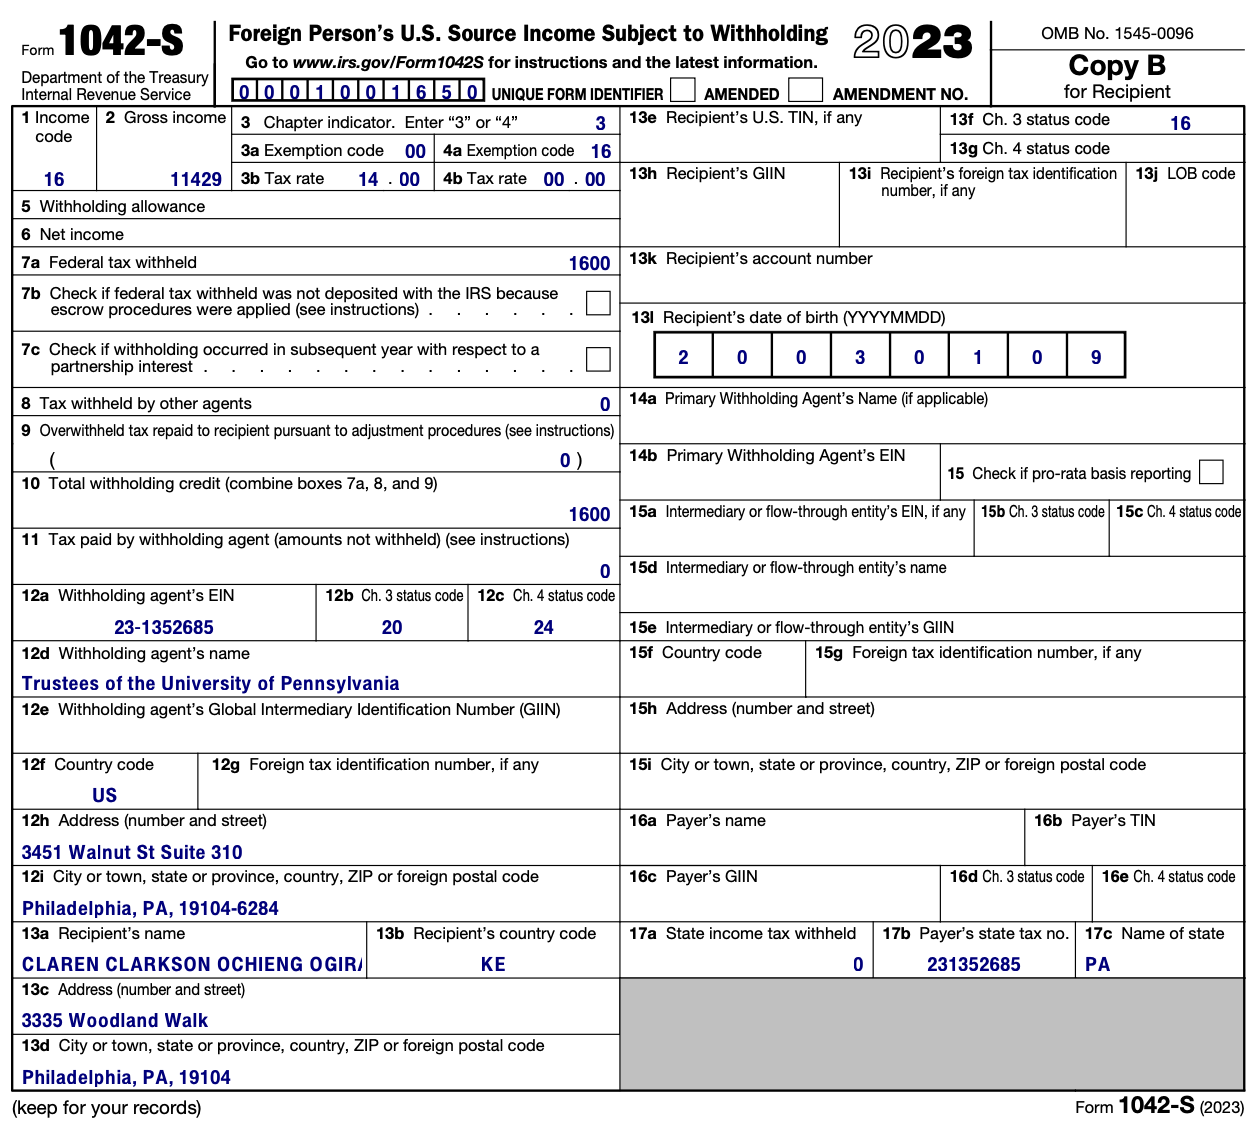 Form 1042-S
Department of the Treasury
Internal Revenue Service
Foreign Person's U.S. Source Income Subject to Withholding
Go to www.irs.gov/Form1042S for instructions and the latest information.
2023
OMB No. 1545-0096
Copy B
for Recipient
0 0 0 1 0 0 1 6 5 0 UNIQUE FORM IDENTIFIER AMENDED AMENDMENT NO.
1 Income code
16
2 Gross income
11429
3 Chapter indicator. Enter "3" or "4" 3
3a Exemption code 00
4a Exemption code 16
3b Tax rate 14 . 00
4b Tax rate 00 . 00
5 Withholding allowance
6 Net income
7a Federal tax withheld 1600
7b Check if federal tax withheld was not deposited with the IRS because
escrow procedures were applied (see instructions) . . . . . .
7c Check if withholding occurred in subsequent year with respect to a
partnership interest . . . . . . . . . . . . . .
8 Tax withheld by other agents 0
9 Overwithheld tax repaid to recipient pursuant to adjustment procedures (see instructions)
( 0 )
10 Total withholding credit (combine boxes 7a, 8, and 9)
1600
11 Tax paid by withholding agent (amounts not withheld) (see instructions)
0
12a Withholding agent's EIN
23-1352685
12b Ch. 3 status code
20
12c Ch. 4 status code
24
12d Withholding agent's name
Trustees of the University of Pennsylvania
12e Withholding agent's Global Intermediary Identification Number (GIIN)
12f Country code
US
12g Foreign tax identification number, if any
12h Address (number and street)
3451 Walnut St Suite 310
12i City or town, state or province, country, ZIP or foreign postal code
Philadelphia, PA, 19104-6284
13a Recipient's name
CLAREN CLARKSON OCHIENG
13b Recipient's country code
KE
13c Address (number and street)
3335 Woodland Walk
13d City or town, state or province, country, ZIP or foreign postal code
Philadelphia, PA, 19104
13e Recipient's U.S. TIN, if any
13f Ch. 3 status code 16
13g Ch. 4 status code
13h Recipient's GIIN
13i Recipient's foreign tax identification
number, if any
13j LOB code
13k Recipient's account number
13l Recipient's date of birth (YYYYMMDD)
2 0 0 3 0 1 0 9
14a Primary Withholding Agent's Name (if applicable)
14b Primary Withholding Agent's EIN
15 Check if pro-rata basis reporting
15a Intermediary or flow-through entity's EIN, if any
15b Ch. 3 status code
15c Ch. 4 status code
15d Intermediary or flow-through entity's name
15e Intermediary or flow-through entity's GIIN
15f Country code
15g Foreign tax identification number, if any
15h Address (number and street)
15i City or town, state or province, country, ZIP or foreign postal code
16a Payer's name
16b Payer's TIN
16c Payer's GIIN
16d Ch. 3 status code
16e Ch. 4 status code
17a State income tax withheld
0
17b Payer's state tax no.
231352685
17c Name of state
PA
(keep for your records)
Form 1042-S (2023)